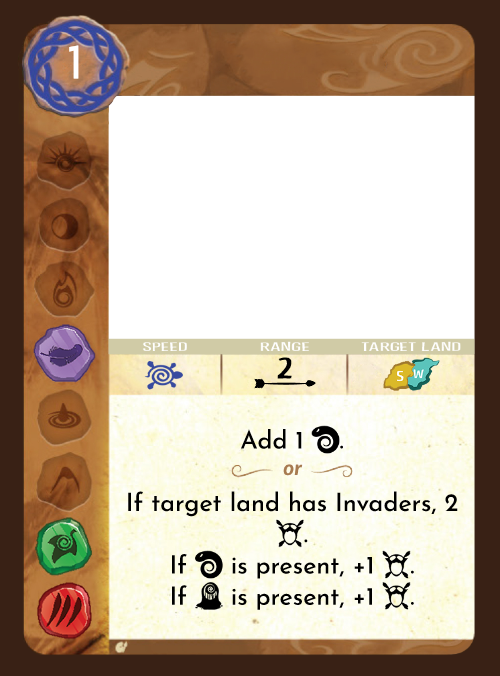 1
SPEED RANGE TARGET LAND
2 S W
Add 1 .
or
If target land has Invaders, 2
.
If is present, +1 .
If is present, +1 .